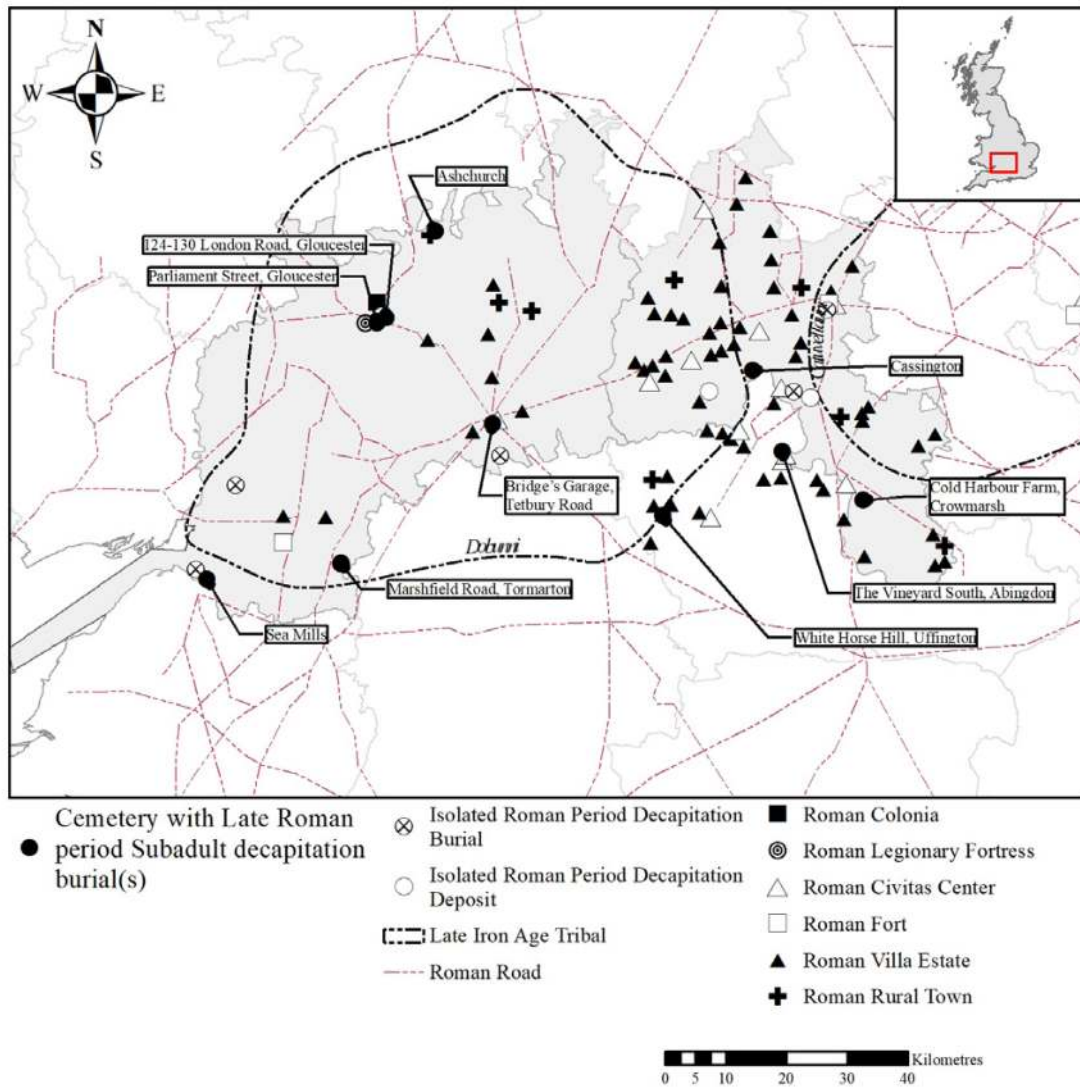 N
W E
S
Ashchurch
124-130 London Road, Gloucester
Parliament Street, Gloucester
Cassington
Bridge's Garage,
Tetbury Road
Cold Harbour Farm,
Crowmarsh
Dobunni
Marshfield Road, Tormarton
The Vineyard South, Abingdon
Sea Mills
White Horse Hill, Uffington
Cemetery with Late Roman
period Subadult decapitation
burial(s)
Isolated Roman Period Decapitation
Burial
Isolated Roman Period Decapitation
Deposit
Late Iron Age Tribal
Roman Road
Roman Colonia
Roman Legionary Fortress
Roman Civitas Center
Roman Fort
Roman Villa Estate
Roman Rural Town
Kilometres
0 5 10 20 30 40